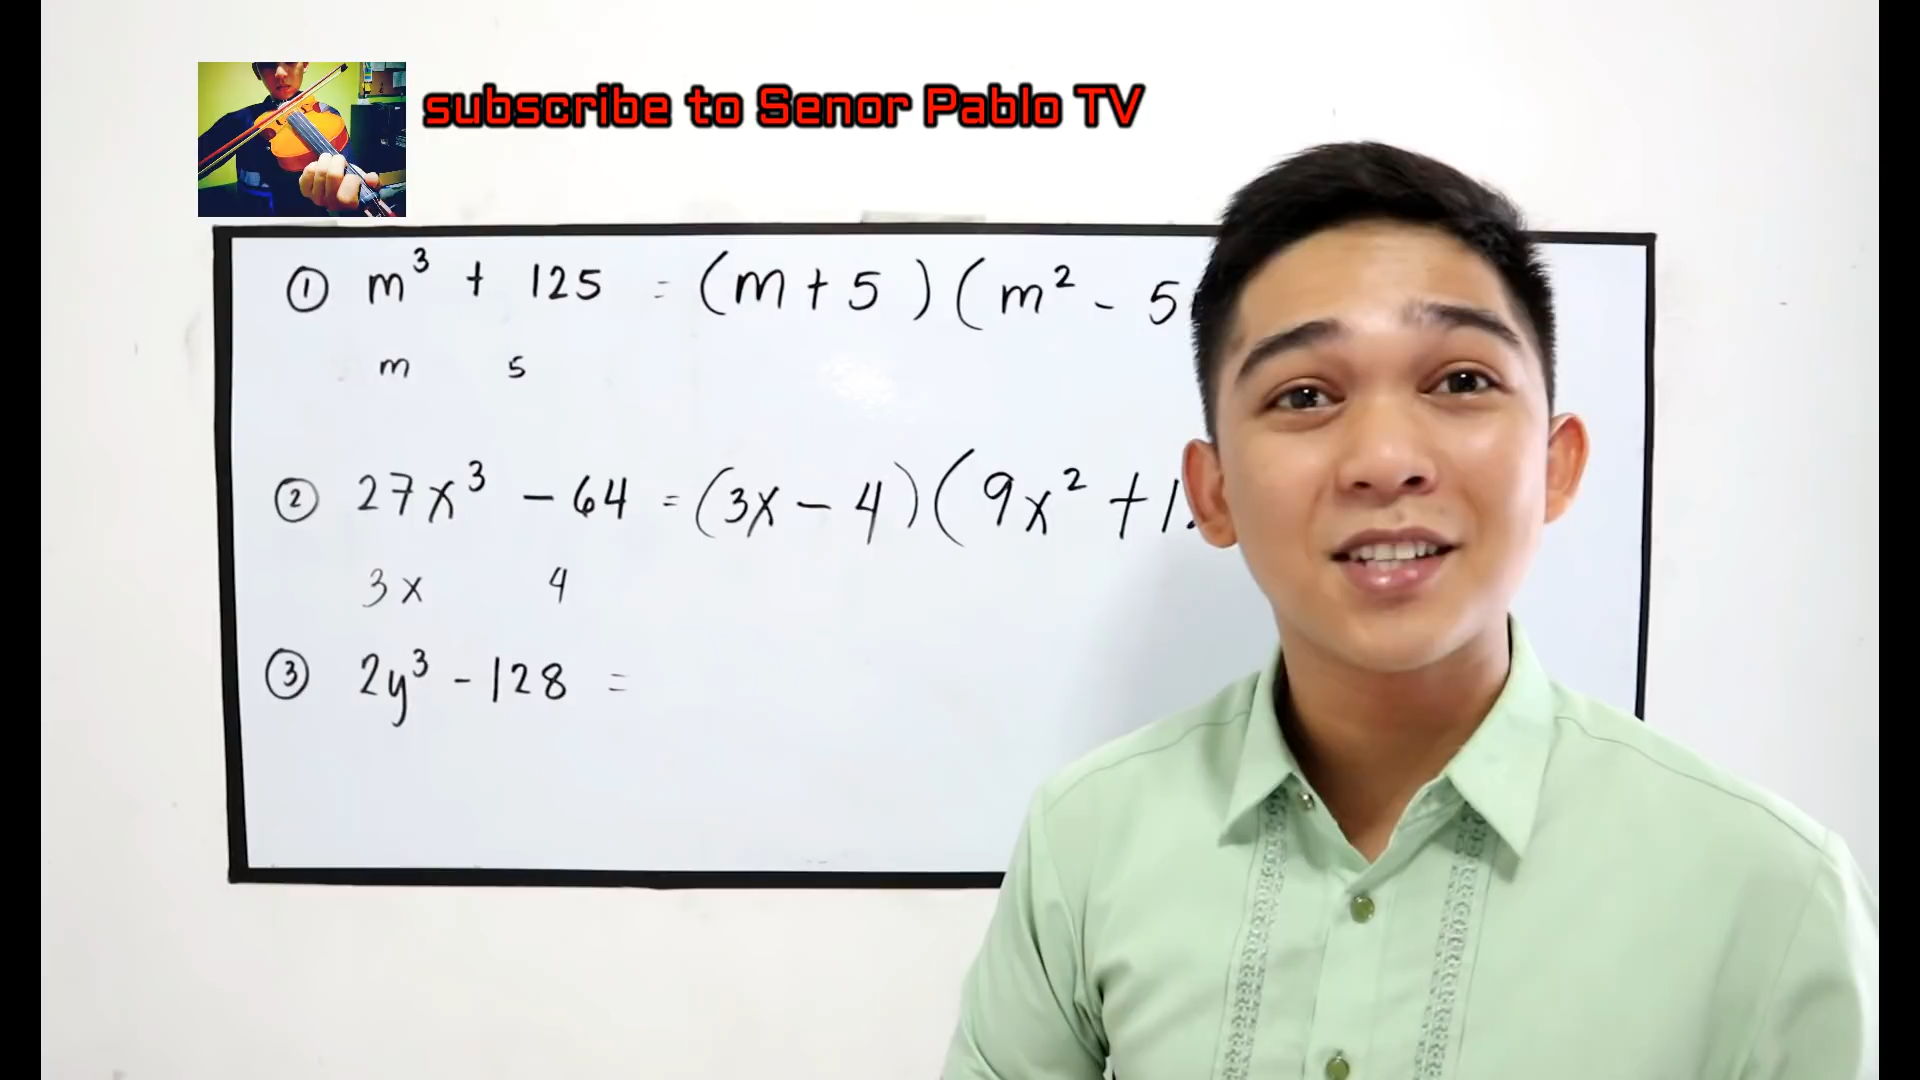 subscribe to Senor Pablo TV
① m³ + 125 = (m + 5) (m² - 5
m 5
② 27x³ - 64 = (3x - 4) (9x² + 1
3x 4
③ 2y³ - 128 =